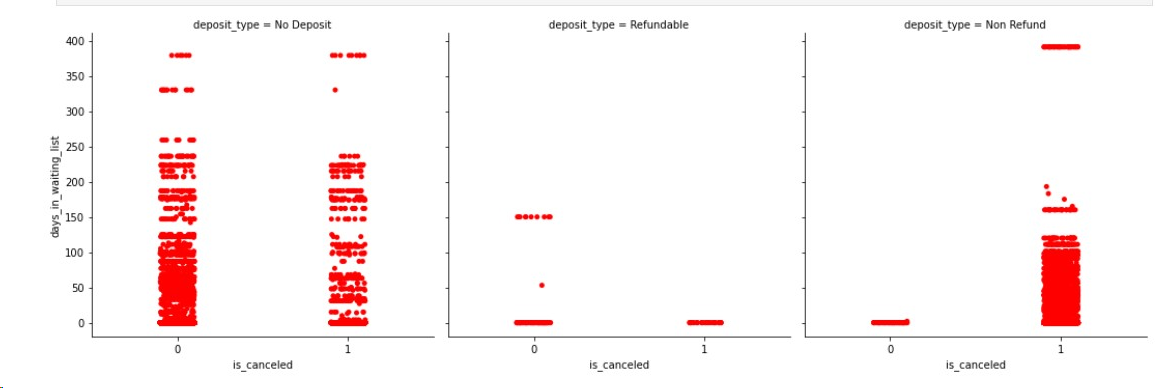 deposit_type = No Deposit
deposit_type = Refundable
deposit_type = Non Refund
days_in_waiting_list
400
350
300
250
200
150
100
50
0
0 1
0 1
0 1
is_canceled
is_canceled
is_canceled